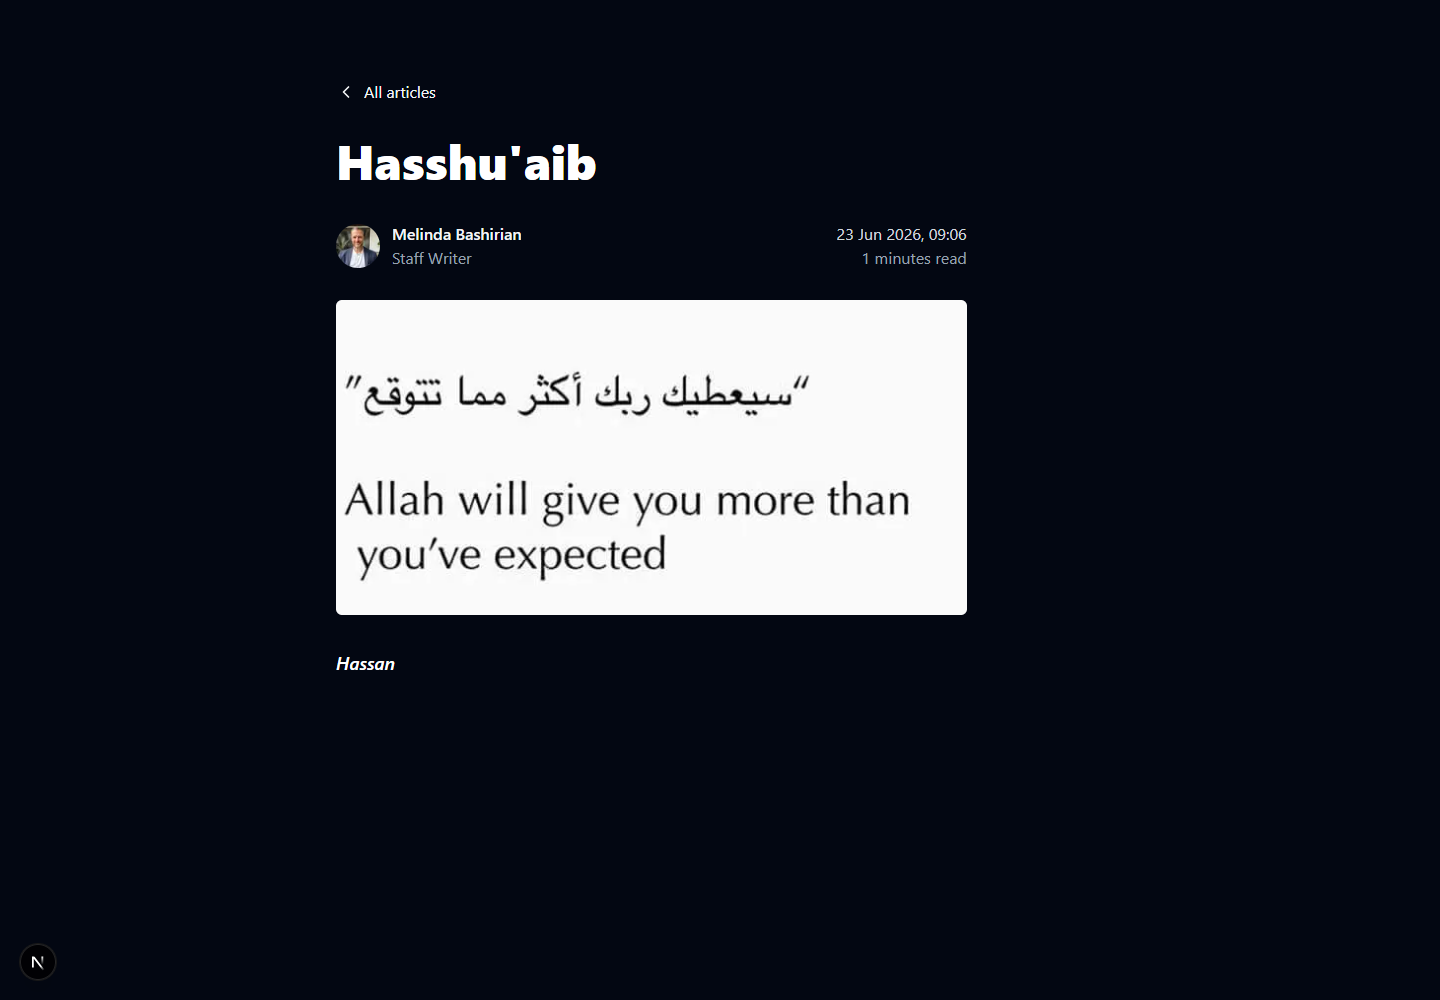 All articles
Hasshu'aib
Melinda Bashirian
Staff Writer
23 Jun 2026, 09:06
1 minutes read
“سيعطيك ربك أكثر مما تتوقع”
Allah will give you more than
you’ve expected
Hassan
N